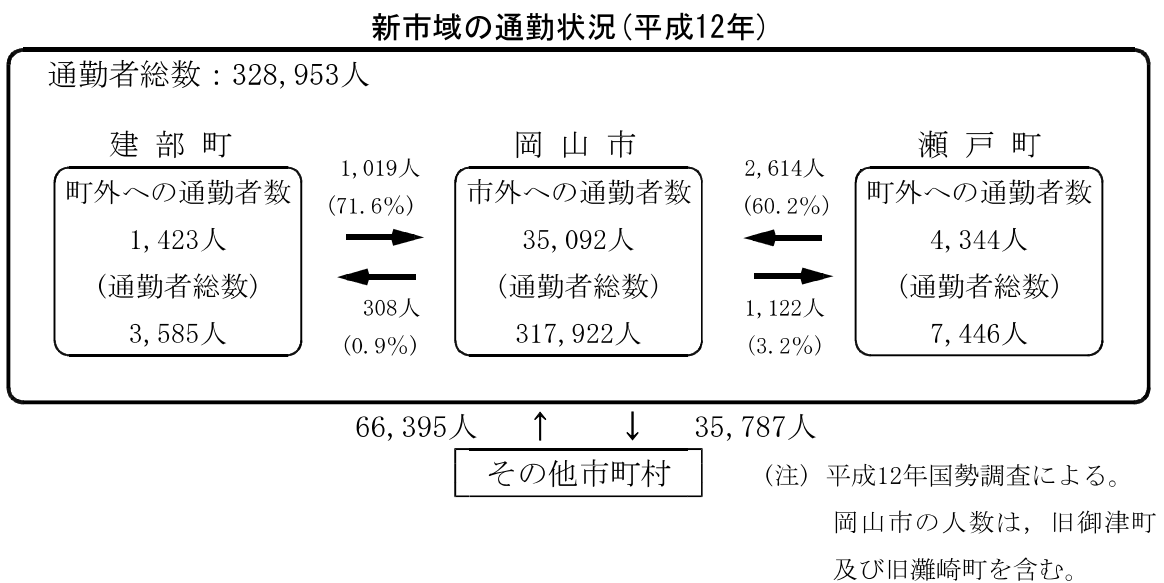 新市域の通勤状況（平成12年）
通勤者総数：328,953人
建部町
町外への通勤者数
1,423人
(通勤者総数)
3,585人
1,019人
(71.6%)
308人
(0.9%)
岡山市
市外への通勤者数
35,092人
(通勤者総数)
317,922人
2,614人
(60.2%)
1,122人
(3.2%)
瀬戸町
町外への通勤者数
4,344人
(通勤者総数)
7,446人
66,395人 ↑ ↓ 35,787人
その他市町村
（注）平成12年国勢調査による。
岡山市の人数は，旧御津町
及び旧灘崎町を含む。